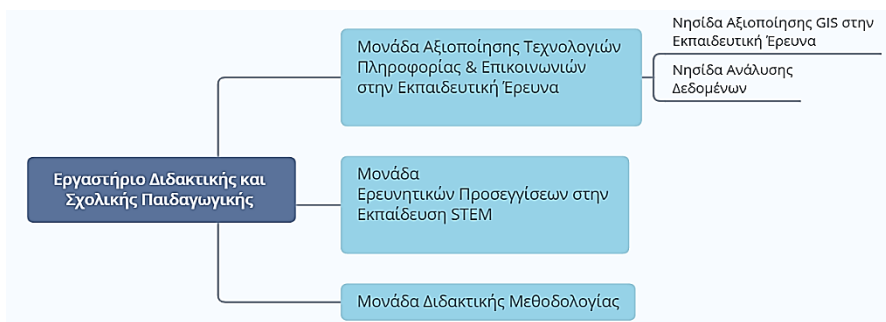 Εργαστήριο Διδακτικής και
Σχολικής Παιδαγωγικής
Μονάδα Αξιοποίησης Τεχνολογιών
Πληροφορίας & Επικοινωνιών
στην Εκπαιδευτική Έρευνα
Νησίδα Αξιοποίησης GIS στην
Εκπαιδευτική Έρευνα
Νησίδα Ανάλυσης
Δεδομένων
Μονάδα
Ερευνητικών Προσεγγίσεων στην
Εκπαίδευση STEM
Μονάδα Διδακτικής Μεθοδολογίας